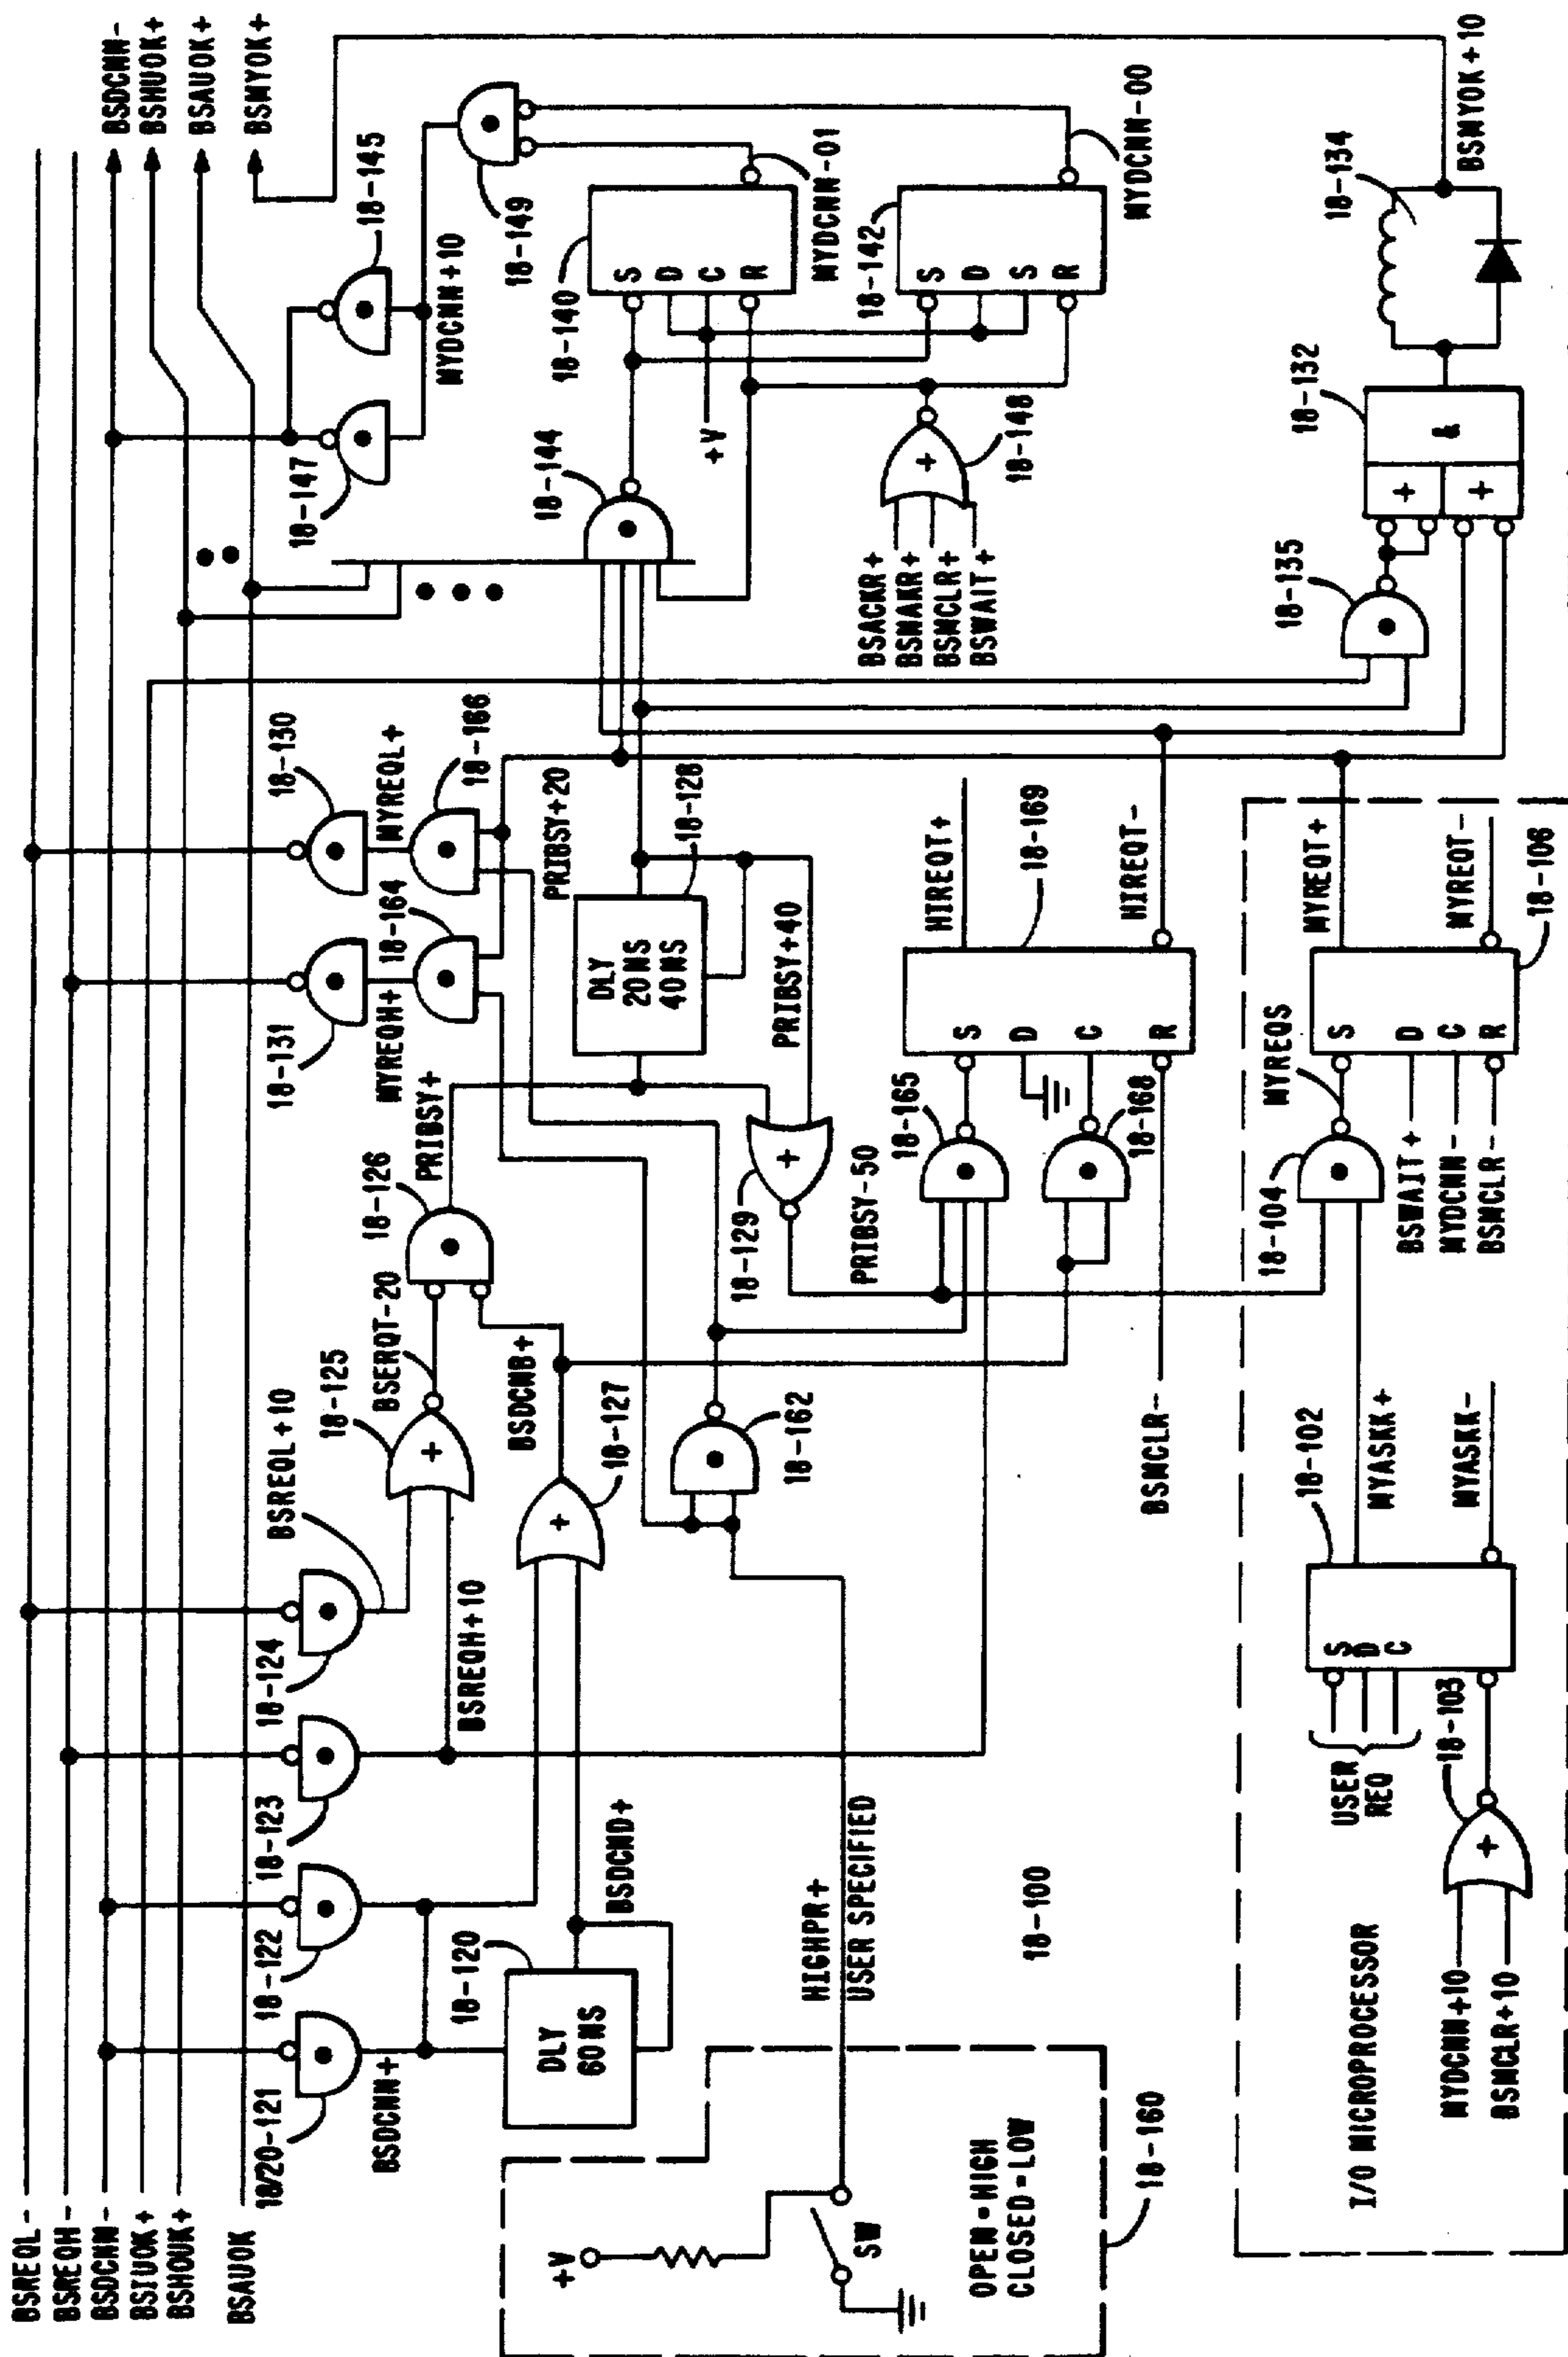 BSREQL-
BSREQH-
BSDCNN-
BSIUOK+
BSHOUK+
BSAUOK
BSDCNN-
BSHUOK+
BSAUOK+
BSMYOK+
18/20-121
18-122
18-123
18-124
BSDCNN+
18-120
DLY
60NS
BSDCND+
BSREQH+10
BSREQL+10
18-125
+
BSERQT-20
18-126
PRIBSY+
BSDCNB+
18-127
+
18-131
18-130
MYREQH+
18-164
MYREQL+
18-166
PRIBSY+20
DLY
20NS
40NS
18-128
PRIBSY+40
18-129
+
PRIBSY-50
18-162
HIGHPR+
USER SPECIFIED
+V
SW
OPEN=HIGH
CLOSED=LOW
18-160
18-100
18-165
18-168
S
D
C
R
HIREQT+
18-169
HIREQT-
BSMCLR-
18-147
18-145
MYDCNN+10
18-149
18-144
18-140
S
D
C
R
MYDCNN-01
+V
18-142
S
D
S
R
MYDCNN-00
BSACKR+
BSNAKR+
BSMCLR+
BSWAIT+
+
18-148
18-135
18-132
+
+
&
18-134
BSMYOK+10
I/O MICROPROCESSOR
MYDCNN+10
BSMCLR+10
+
18-103
USER
REQ
S
D
C
18-102
MYASKK+
MYASKK-
18-104
MYREQS
BSWAIT+
MYDCNN-
BSMCLR-
S
D
C
R
MYREQT+
MYREQT-
18-106